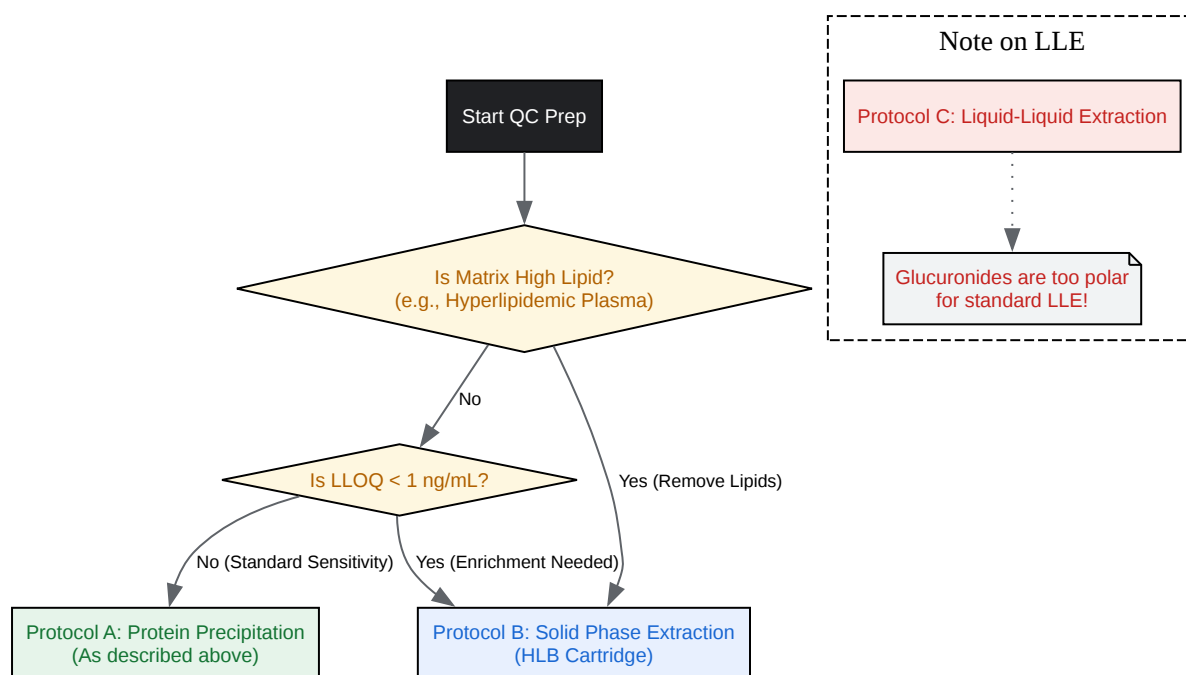 Note on LLE
Start QC Prep
Protocol C: Liquid-Liquid Extraction
Is Matrix High Lipid?
(e.g., Hyperlipidemic Plasma)
Glucuronides are too polar
for standard LLE!
No
Is LLOQ < 1 ng/mL?
Yes (Remove Lipids)
No (Standard Sensitivity)
Yes (Enrichment Needed)
Protocol A: Protein Precipitation
(As described above)
Protocol B: Solid Phase Extraction
(HLB Cartridge)